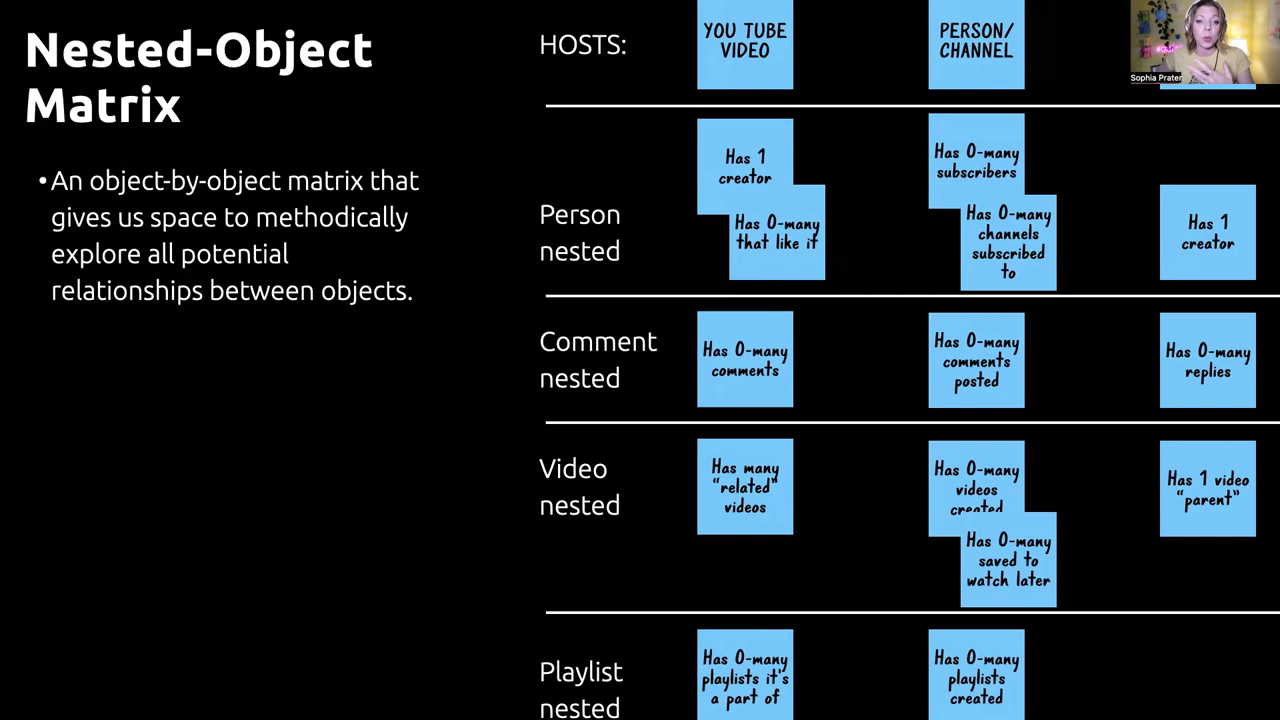 Nested-Object
Matrix
• An object-by-object matrix that
gives us space to methodically
explore all potential
relationships between objects.
HOSTS:
YOU TUBE
VIDEO
PERSON/
CHANNEL
Sophia Prater
Person
nested
Has 1
creator
Has 0-many
that like it
Has 0-many
subscribers
Has 0-many
channels
subscribed
to
Has 1
creator
Comment
nested
Has 0-many
comments
Has 0-many
comments
posted
Has 0-many
replies
Video
nested
Has many
“related”
videos
Has 0-many
videos
created
Has 0-many
saved to
watch later
Has 1 video
“parent”
Playlist
nested
Has 0-many
playlists it's
a part of
Has 0-many
playlists
created